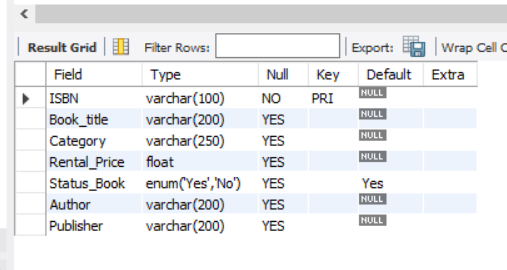 Result Grid Filter Rows: Export: Wrap Cell C
Field Type Null Key Default Extra
ISBN varchar(100) NO PRI NULL
Book_title varchar(200) YES NULL
Category varchar(250) YES NULL
Rental_Price float YES NULL
Status_Book enum('Yes','No') YES Yes
Author varchar(200) YES NULL
Publisher varchar(200) YES NULL